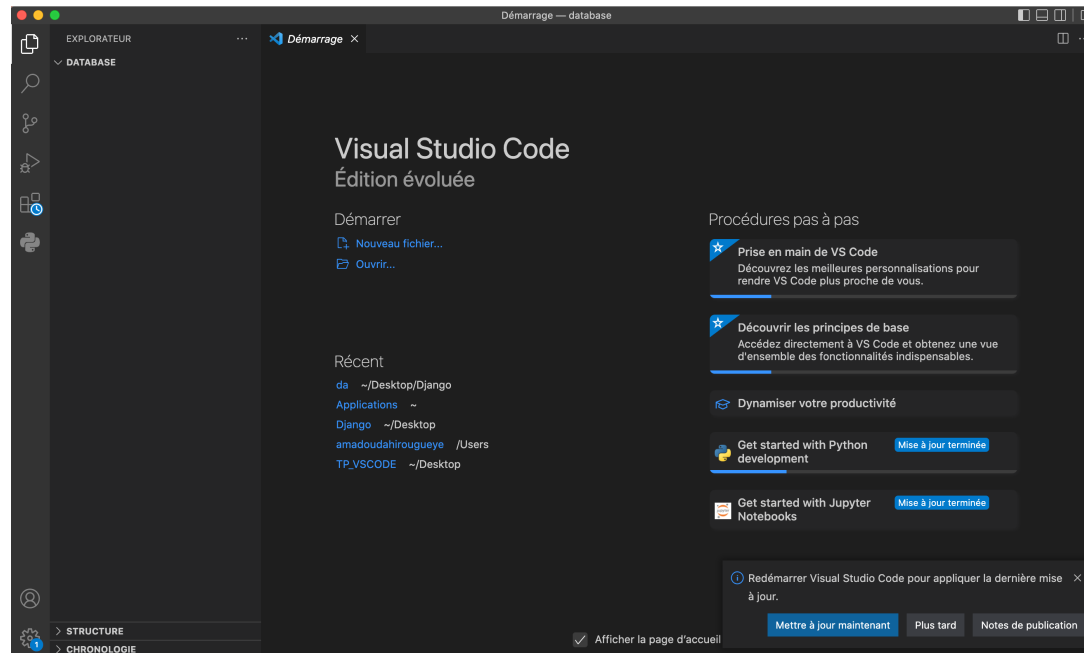 Démarrage — database
EXPLORATEUR
Démarrage
DATABASE
Visual Studio Code
Édition évoluée
Démarrer
Nouveau fichier...
Ouvrir...
Récent
da ~/Desktop/Django
Applications ~
Django ~/Desktop
amadoudahirougueye /Users
TP_VSCODE ~/Desktop
Procédures pas à pas
Prise en main de VS Code
Découvrez les meilleures personnalisations pour
rendre VS Code plus proche de vous.
Découvrir les principes de base
Accédez directement à VS Code et obtenez une vue
d'ensemble des fonctionnalités indispensables.
Dynamiser votre productivité
Get started with Python Mise à jour terminée
development
Get started with Jupyter Mise à jour terminée
Notebooks
Redémarrer Visual Studio Code pour appliquer la dernière mise
à jour.
Mettre à jour maintenant Plus tard Notes de publication
Afficher la page d'accueil
STRUCTURE
CHRONOLOGIE
1